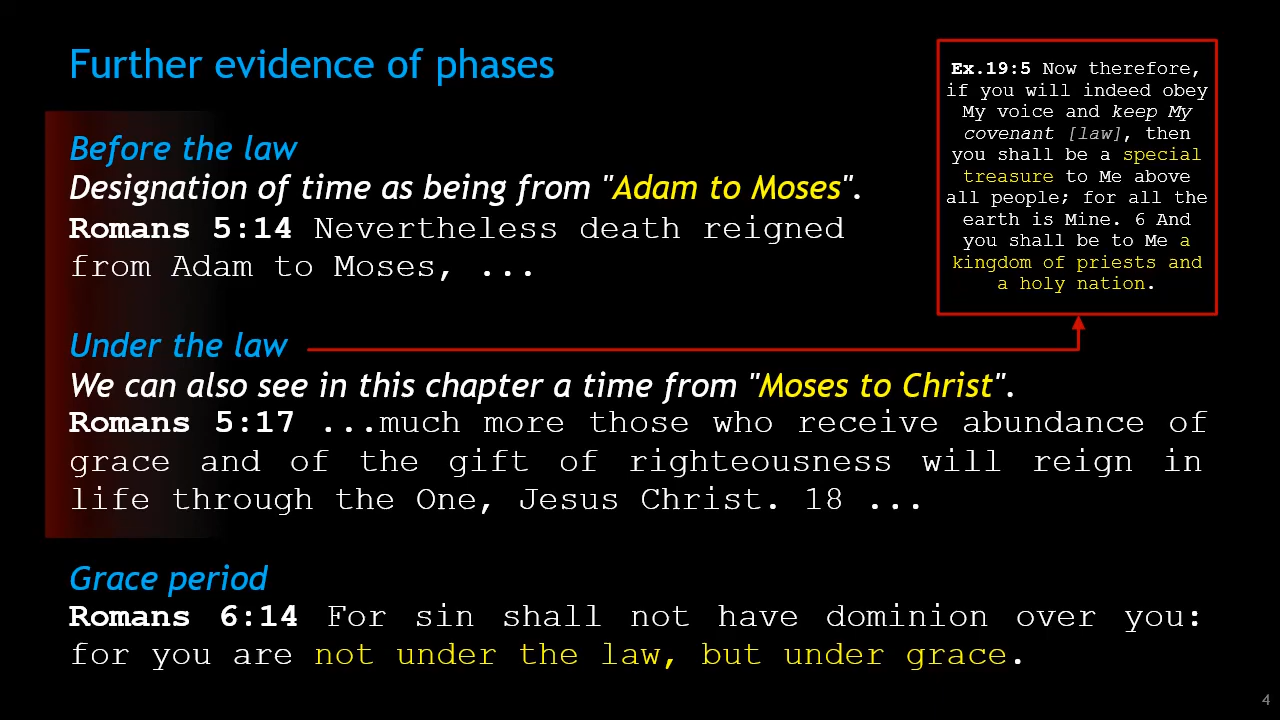 Further evidence of phases
Before the law
Designation of time as being from "Adam to Moses".
Romans 5:14 Nevertheless death reigned
from Adam to Moses, ...
Under the law
We can also see in this chapter a time from "Moses to Christ".
Romans 5:17 ...much more those who receive abundance of
grace and of the gift of righteousness will reign in
life through the One, Jesus Christ. 18 ...
Grace period
Romans 6:14 For sin shall not have dominion over you:
for you are not under the law, but under grace.
Ex.19:5 Now therefore,
if you will indeed obey
My voice and keep My
covenant [law], then
you shall be a special
treasure to Me above
all people; for all the
earth is Mine. 6 And
you shall be to Me a
kingdom of priests and
a holy nation.
4